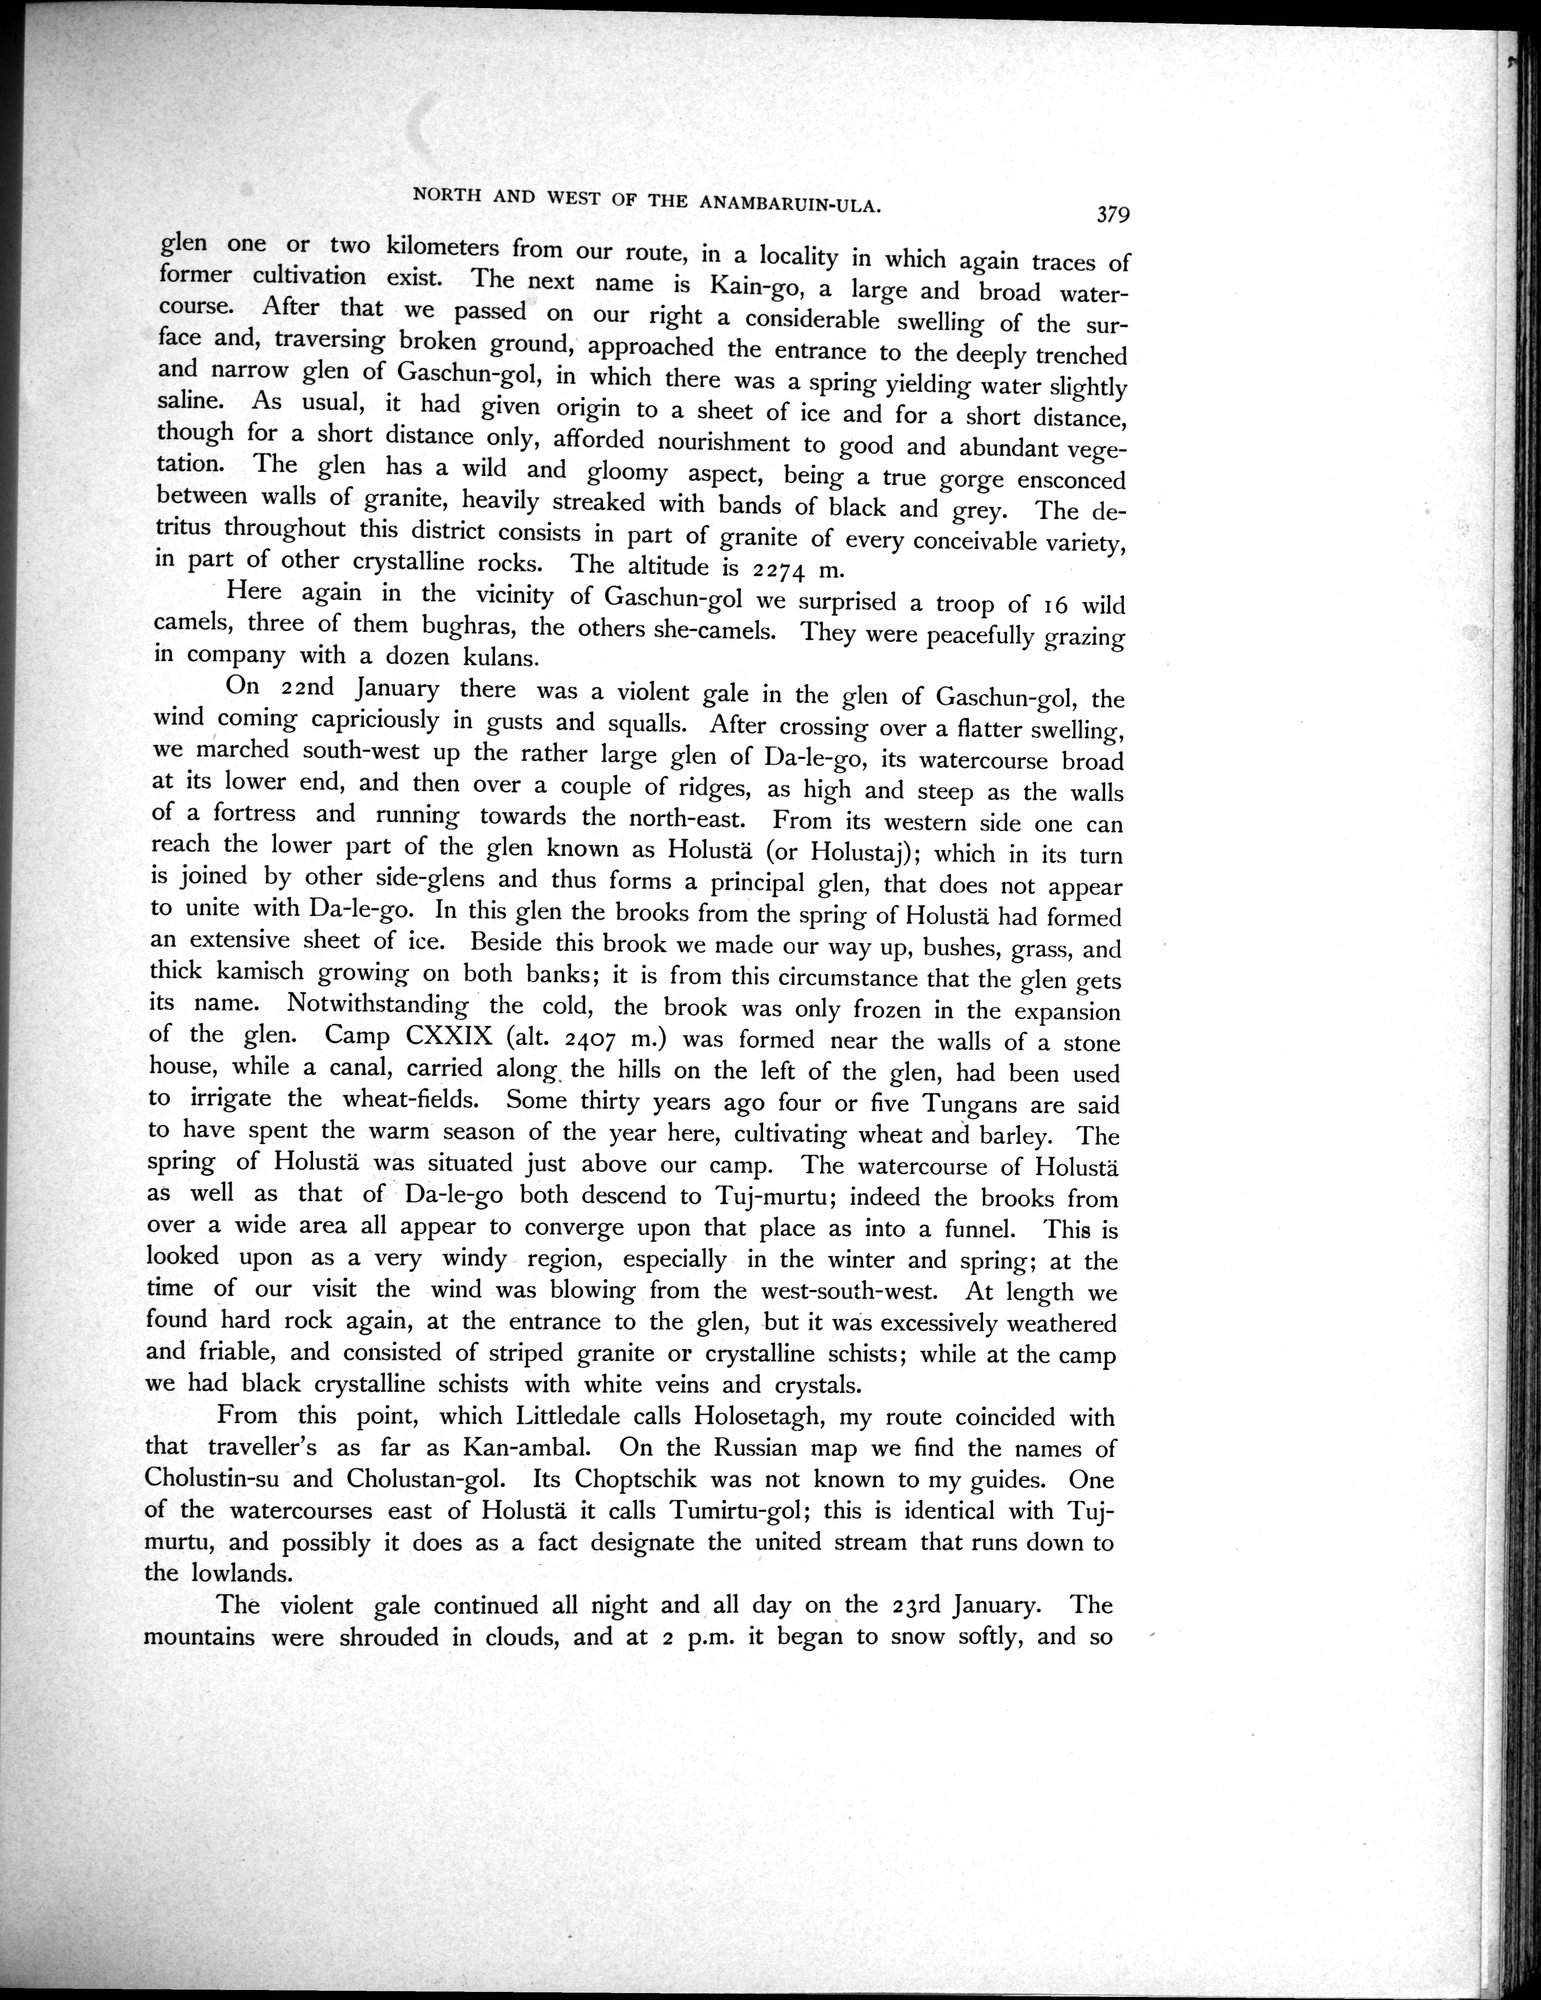 NORTH AND WEST OF THE ANAMBARUIN-ULA.
379
glen one or two kilometers from our route, in a locality in which again traces of
former cultivation exist. The next name is Kain-go, a large and broad water-
course. After that we passed on our right a considerable swelling of the sur-
face and, traversing broken ground, approached the entrance to the deeply trenched
and narrow glen of Gaschun-gol, in which there was a spring yielding water slightly
saline. As usual, it had given origin to a sheet of ice and for a short distance,
though for a short distance only, afforded nourishment to good and abundant vege-
tation. The glen has a wild and gloomy aspect, being a true gorge ensconced
between walls of granite, heavily streaked with bands of black and grey. The de-
tritus throughout this district consists in part of granite of every conceivable variety,
in part of other crystalline rocks. The altitude is 2274 m.
Here again in the vicinity of Gaschun-gol we surprised a troop of 16 wild
camels, three of them bughras, the others she-camels. They were peacefully grazing
in company with a dozen kulans.
On 22nd January there was a violent gale in the glen of Gaschun-gol, the
wind coming capriciously in gusts and squalls. After crossing over a flatter swelling,
we marched south-west up the rather large glen of Da-le-go, its watercourse broad
at its lower end, and then over a couple of ridges, as high and steep as the walls
of a fortress and running towards the north-east. From its western side one can
reach the lower part of the glen known as Holustä (or Holustaj); which in its turn
is joined by other side-glens and thus forms a principal glen, that does not appear
to unite with Da-le-go. In this glen the brooks from the spring of Holustä had formed
an extensive sheet of ice. Beside this brook we made our way up, bushes, grass, and
thick kamisch growing on both banks; it is from this circumstance that the glen gets
its name. Notwithstanding the cold, the brook was only frozen in the expansion
of the glen. Camp CXXIX (alt. 2407 m.) was formed near the walls of a stone
house, while a canal, carried along the hills on the left of the glen, had been used
to irrigate the wheat-fields. Some thirty years ago four or five Tungans are said
to have spent the warm season of the year here, cultivating wheat and barley. The
spring of Holustä was situated just above our camp. The watercourse of Holustä
as well as that of Da-le-go both descend to Tuj-murtu; indeed the brooks from
over a wide area all appear to converge upon that place as into a funnel. This is
looked upon as a very windy region, especially in the winter and spring; at the
time of our visit the wind was blowing from the west-south-west. At length we
found hard rock again, at the entrance to the glen, but it was excessively weathered
and friable, and consisted of striped granite or crystalline schists; while at the camp
we had black crystalline schists with white veins and crystals.
From this point, which Littledale calls Holosetagh, my route coincided with
that traveller's as far as Kan-ambal. On the Russian map we find the names of
Cholustin-su and Cholustan-gol. Its Choptschik was not known to my guides. One
of the watercourses east of Holustä it calls Tumirtu-gol; this is identical with Tuj-
murtu, and possibly it does as a fact designate the united stream that runs down to
the lowlands.
The violent gale continued all night and all day on the 23rd January. The
mountains were shrouded in clouds, and at 2 p.m. it began to snow softly, and so